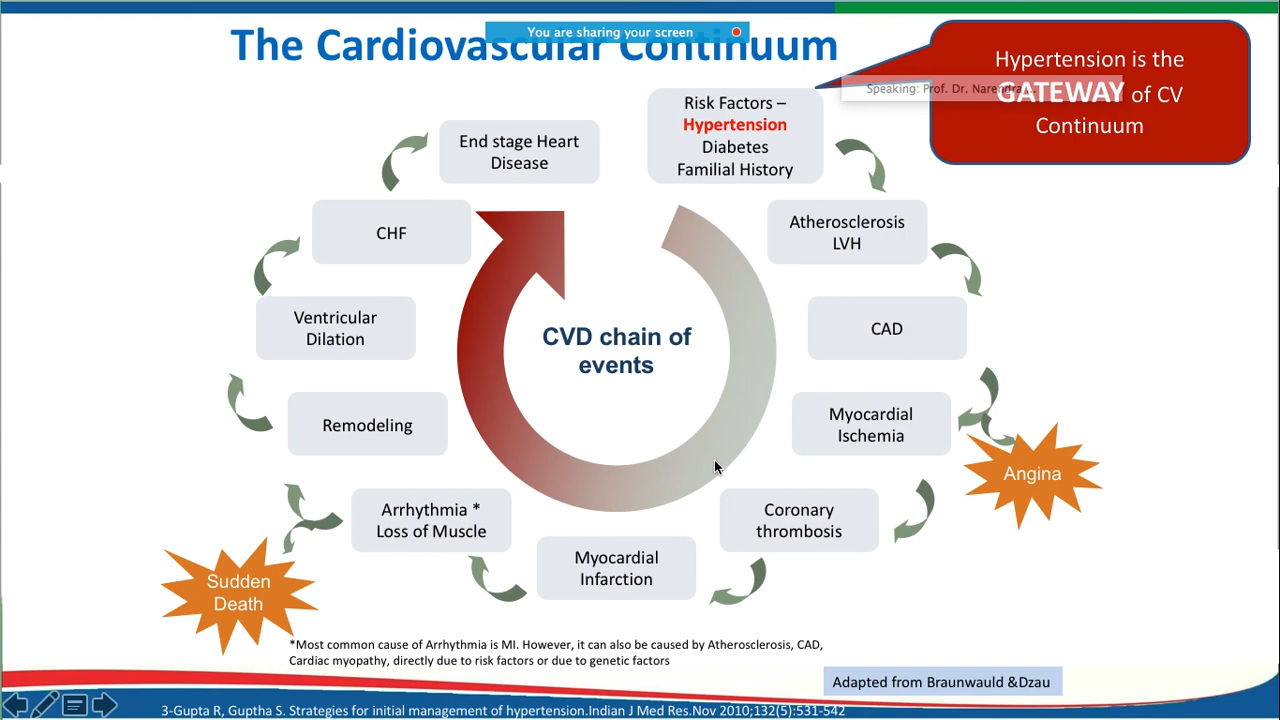 You are sharing your screen
The Cardiovascular Continuum
Hypertension is the
GATEWAY of CV
Continuum
Speaking: Prof. Dr. Narendra ...
Risk Factors –
Hypertension
Diabetes
Familial History
Atherosclerosis
LVH
CAD
Myocardial
Ischemia
Angina
Coronary
thrombosis
Myocardial
Infarction
Arrhythmia *
Loss of Muscle
Sudden
Death
Remodeling
Ventricular
Dilation
CHF
End stage Heart
Disease
CVD chain of
events
*Most common cause of Arrhythmia is MI. However, it can also be caused by Atherosclerosis, CAD,
Cardiac myopathy, directly due to risk factors or due to genetic factors
Adapted from Braunwauld &Dzau
3-Gupta R, Guptha S. Strategies for initial management of hypertension.Indian J Med Res.Nov 2010;132(5):531-542